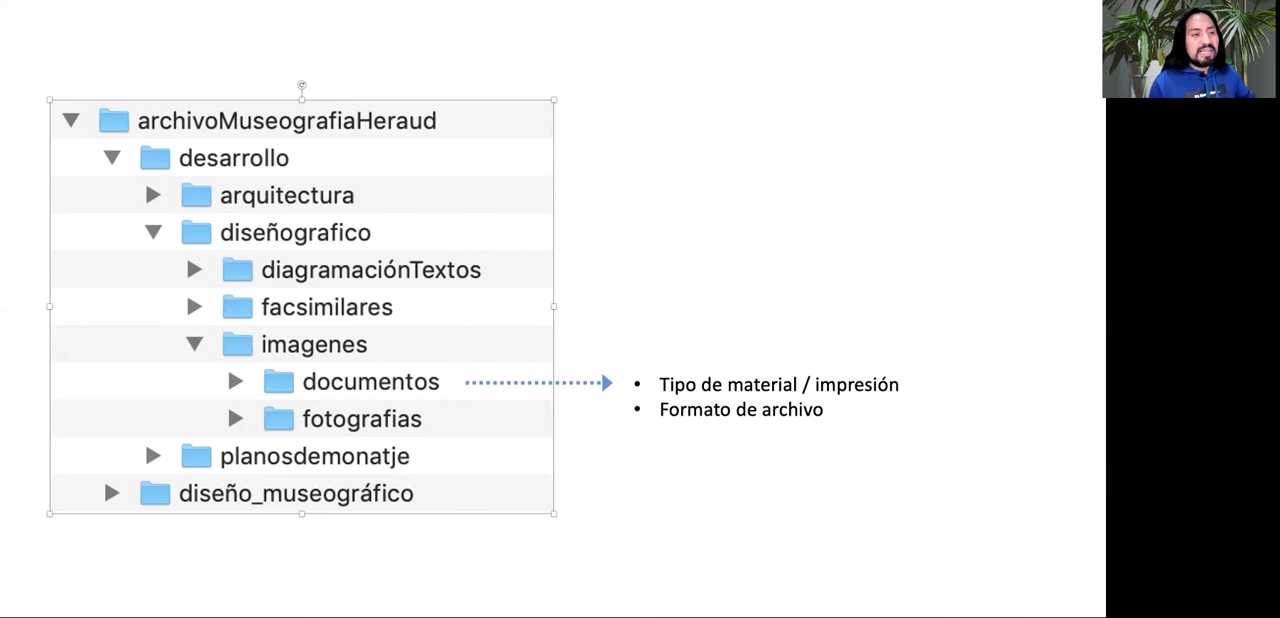 archivoMuseografiaHeraud
desarrollo
arquitectura
diseñografico
diagramaciónTextos
facsimilares
imagenes
documentos
fotografias
planosdemonatje
diseño_museográfico
• Tipo de material / impresión
• Formato de archivo